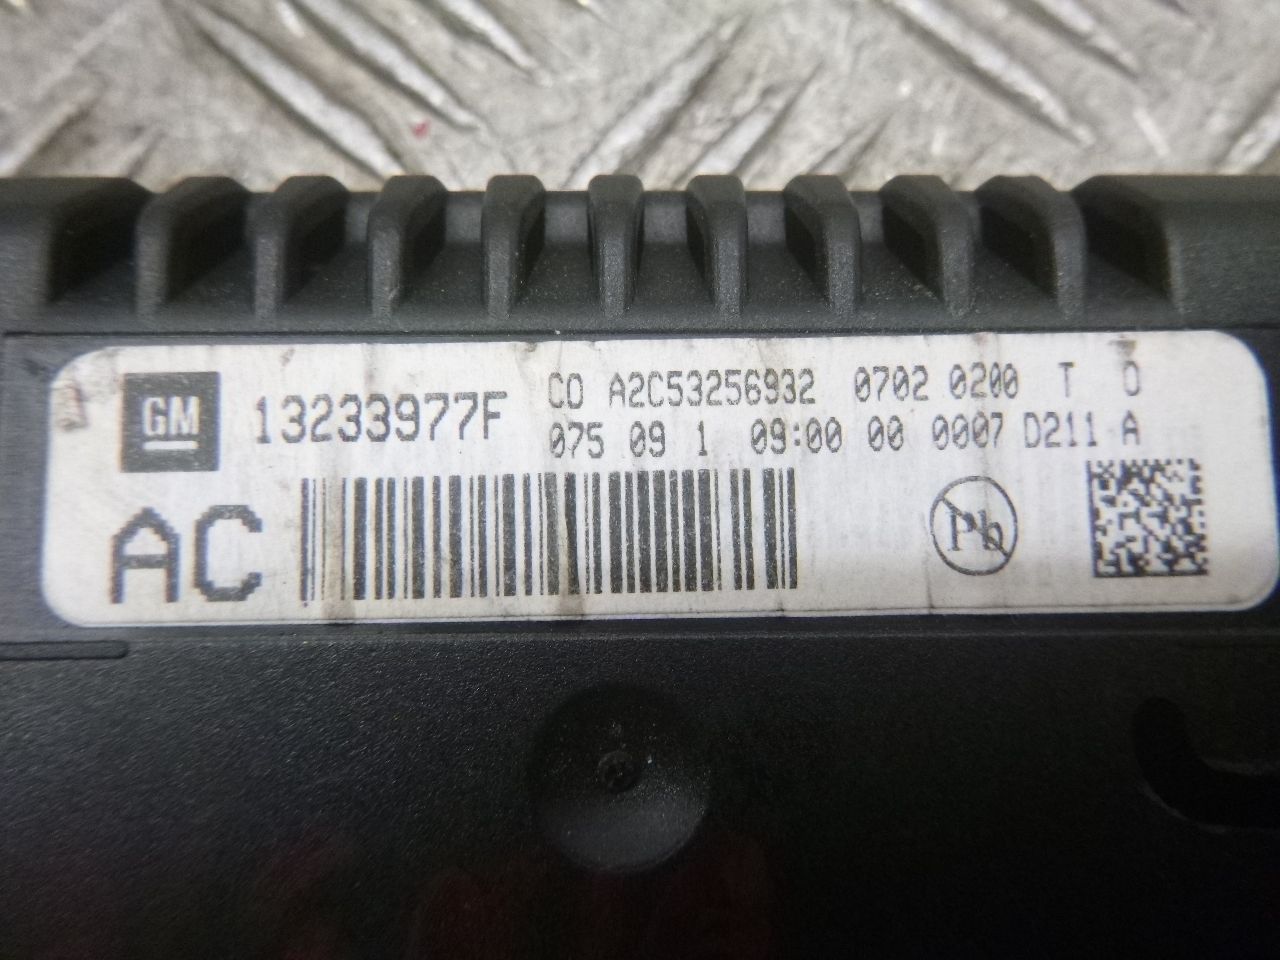 GM
13233977F
CO A2C53256932 0702 0200 T O
075 09 1 09:00 00 0007 D211 A
AC
Pb